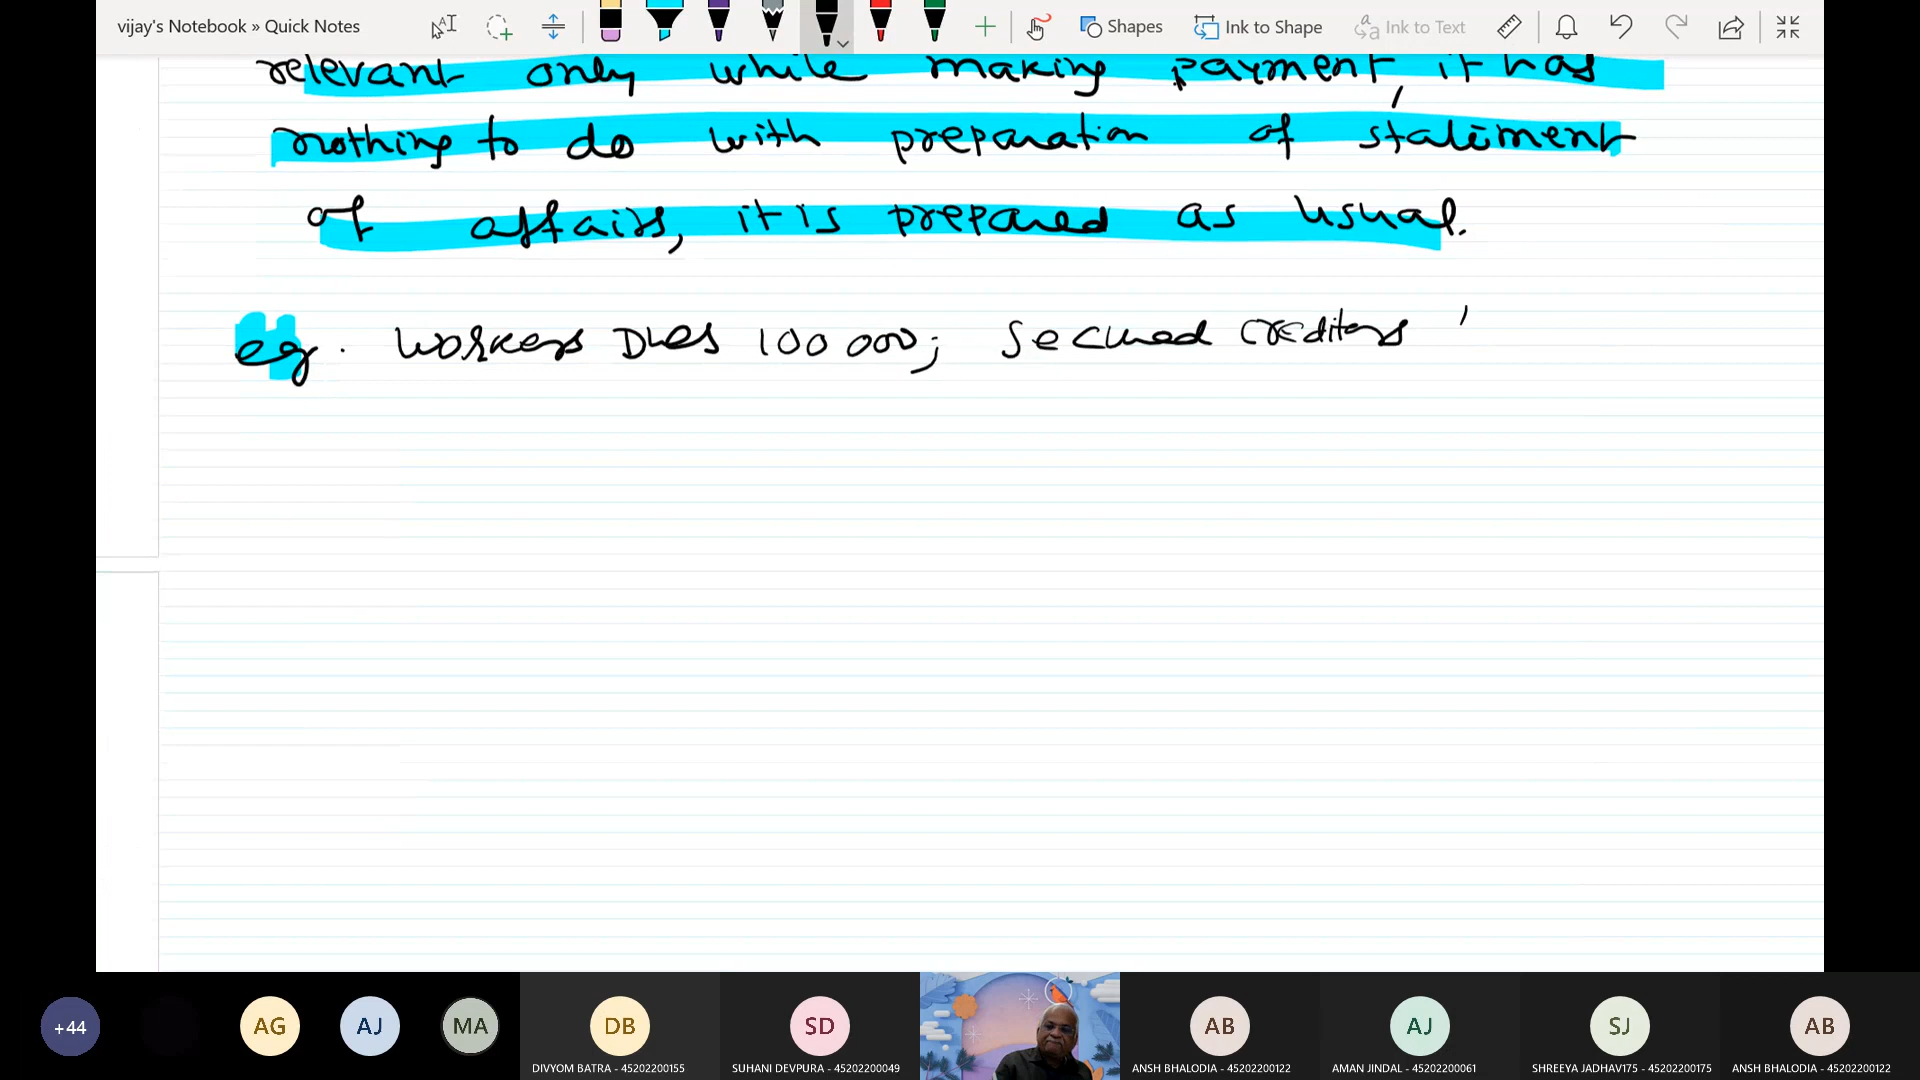 vijay's Notebook » Quick Notes
Shapes
Ink to Shape
Ink to Text
relevant only while making payment, it has
nothing to do with preparation of statement
of affairs, it is prepared as usual.
eg. workers Dues 100 000; Secured creditors
+44
AG
AJ
MA
DB
DIVYOM BATRA - 45202200155
SD
SUHANI DEVPURA - 45202200049
AB
ANSH BHALODIA - 45202200122
AJ
AMAN JINDAL - 45202200061
SJ
SHREEYA JADHAV175 - 45202200175
AB
ANSH BHALODIA - 45202200122